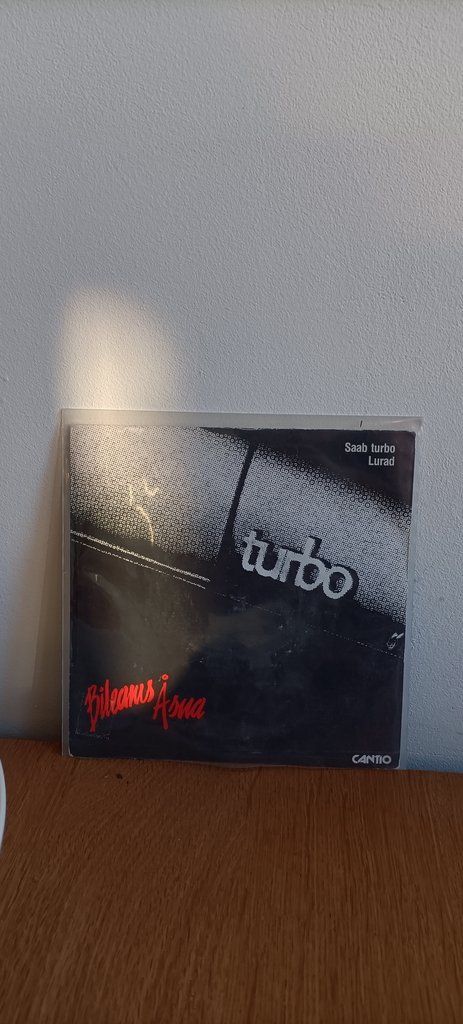 Saab turbo
Lurad
turbo
Bileams Åsna
CANTIO